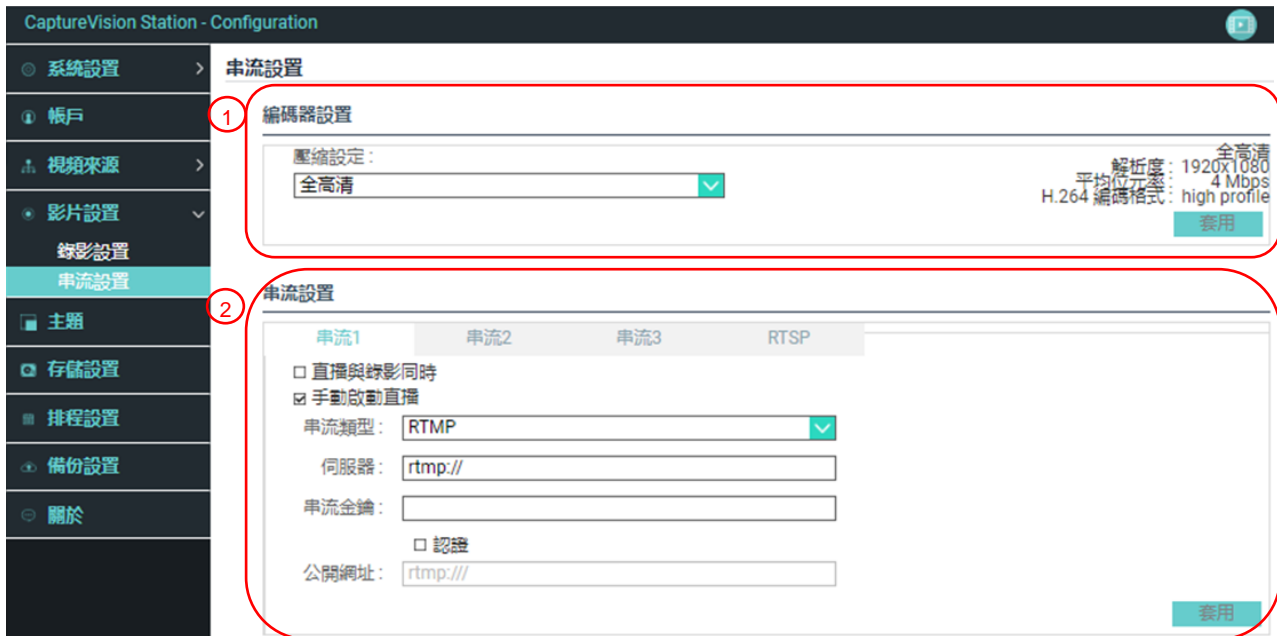 CaptureVision Station - Configuration
系統設置
帳戶
視頻來源
影片設置
錄影設置
串流設置
主題
存儲設置
排程設置
備份設置
關於
串流設置
1
編碼器設置
壓縮設定 :
全高清
全高清
解析度 : 1920x1080
平均位元率 : 4 Mbps
H.264 編碼格式 : high profile
套用
2
串流設置
串流1 串流2 串流3 RTSP
直播與錄影同時
手動啟動直播
串流類型 : RTMP
伺服器 : rtmp://
串流金鑰 :
認證
公開網址 : rtmp:///
套用